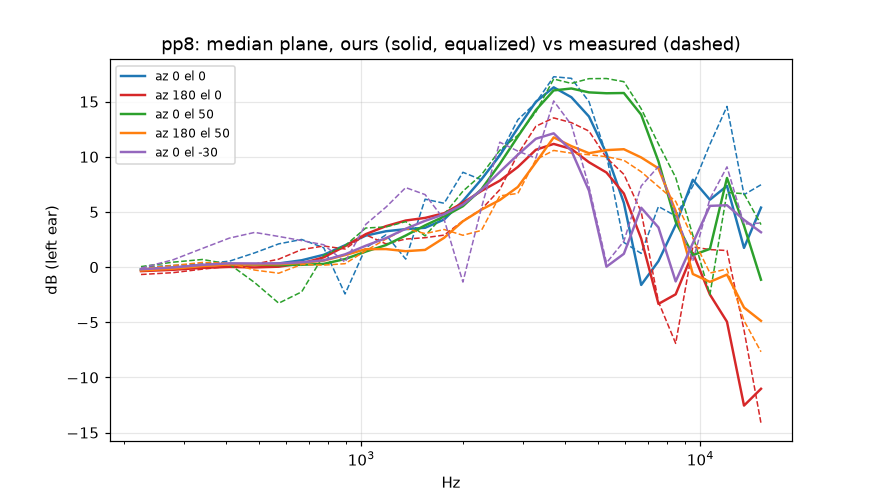 pp8: median plane, ours (solid, equalized) vs measured (dashed)
az 0 el 0
az 180 el 0
az 0 el 50
az 180 el 50
az 0 el -30
dB (left ear)
15
10
5
0
−5
−10
−15
10³
10⁴
Hz